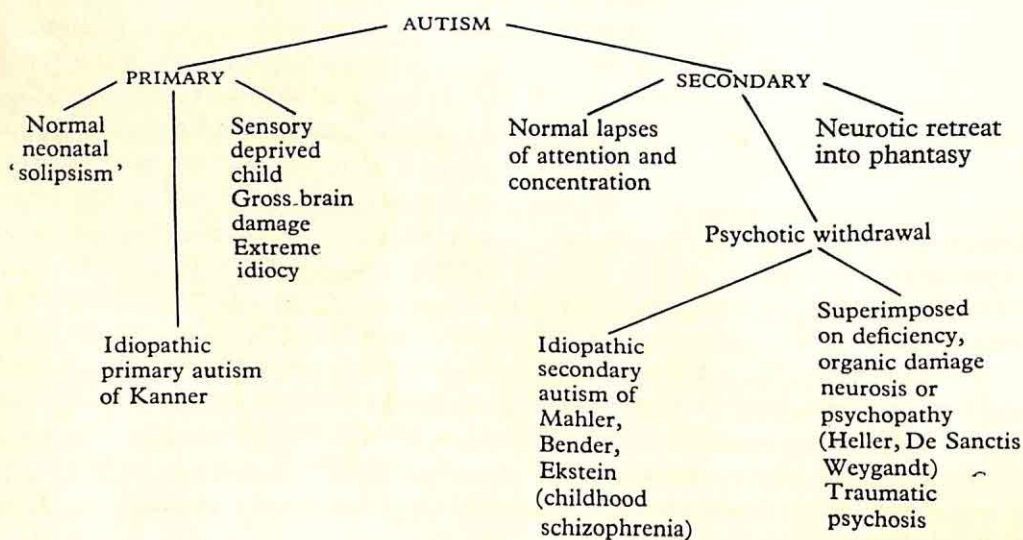 AUTISM
PRIMARY
SECONDARY
Normal
neonatal
'solipsism'
Sensory
deprived
child
Gross brain
damage
Extreme
idiocy
Normal lapses
of attention and
concentration
Neurotic retreat
into phantasy
Psychotic withdrawal
Idiopathic
primary autism
of Kanner
Idiopathic
secondary
autism of
Mahler,
Bender,
Ekstein
(childhood
schizophrenia)
Superimposed
on deficiency,
organic damage
neurosis or
psychopathy
(Heller, De Sanctis
Weygandt)
Traumatic
psychosis